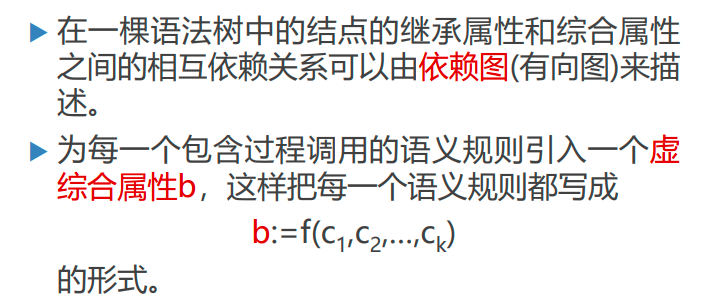 在一棵语法树中的结点的继承属性和综合属性
之间的相互依赖关系可以由依赖图(有向图)来描
述。
为每一个包含过程调用的语义规则引入一个虚
综合属性b，这样把每一个语义规则都写成
b:=f(c1,c2,…,ck)
的形式。